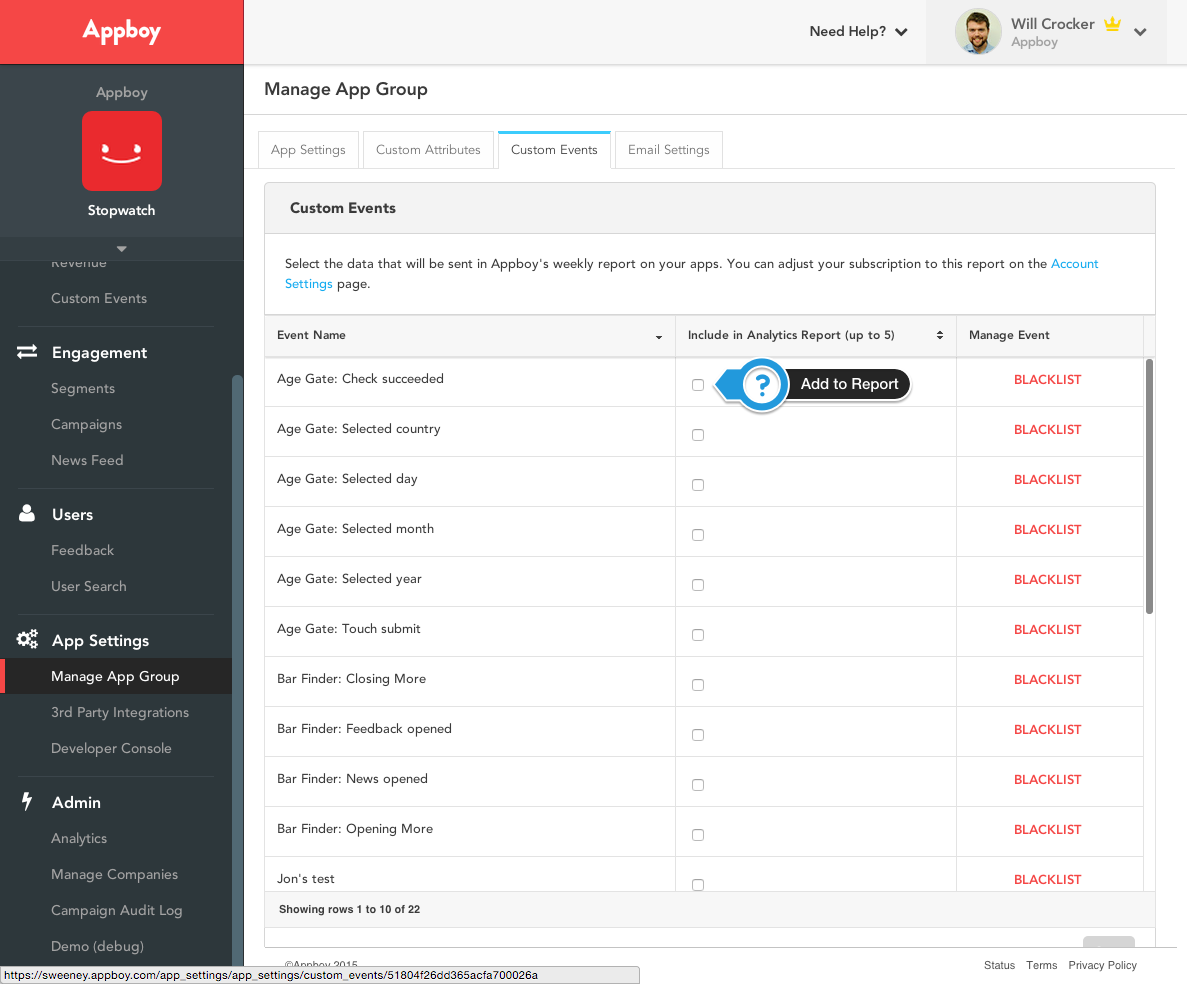 Appboy
Need Help?
Will Crocker
Appboy
Appboy
Stopwatch
Revenue
Custom Events
Engagement
Segments
Campaigns
News Feed
Users
Feedback
User Search
App Settings
Manage App Group
3rd Party Integrations
Developer Console
Admin
Analytics
Manage Companies
Campaign Audit Log
Demo (debug)
Manage App Group
App Settings
Custom Attributes
Custom Events
Email Settings
Custom Events
Select the data that will be sent in Appboy's weekly report on your apps. You can adjust your subscription to this report on the Account
Settings page.
Event Name
Include in Analytics Report (up to 5)
Manage Event
Age Gate: Check succeeded
? Add to Report
BLACKLIST
Age Gate: Selected country
BLACKLIST
Age Gate: Selected day
BLACKLIST
Age Gate: Selected month
BLACKLIST
Age Gate: Selected year
BLACKLIST
Age Gate: Touch submit
BLACKLIST
Bar Finder: Closing More
BLACKLIST
Bar Finder: Feedback opened
BLACKLIST
Bar Finder: News opened
BLACKLIST
Bar Finder: Opening More
BLACKLIST
Jon's test
BLACKLIST
Showing rows 1 to 10 of 22
©Appboy 2015
Status
Terms
Privacy Policy
https://sweeney.appboy.com/app_settings/app_settings/custom_events/51804f26dd365acfa700026a